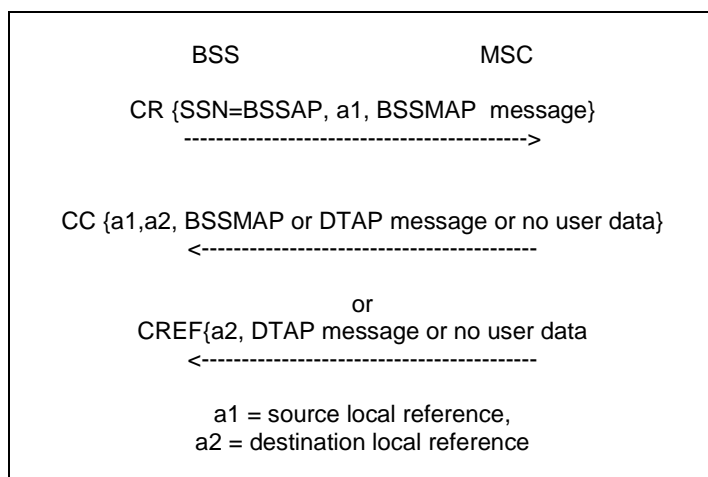 BSS MSC
CR {SSN=BSSAP, a1, BSSMAP message}
----------------------------------------->
CC {a1,a2, BSSMAP or DTAP message or no user data}
<-----------------------------------------
or
CREF{a2, DTAP message or no user data
<-----------------------------------------
a1 = source local reference,
a2 = destination local reference